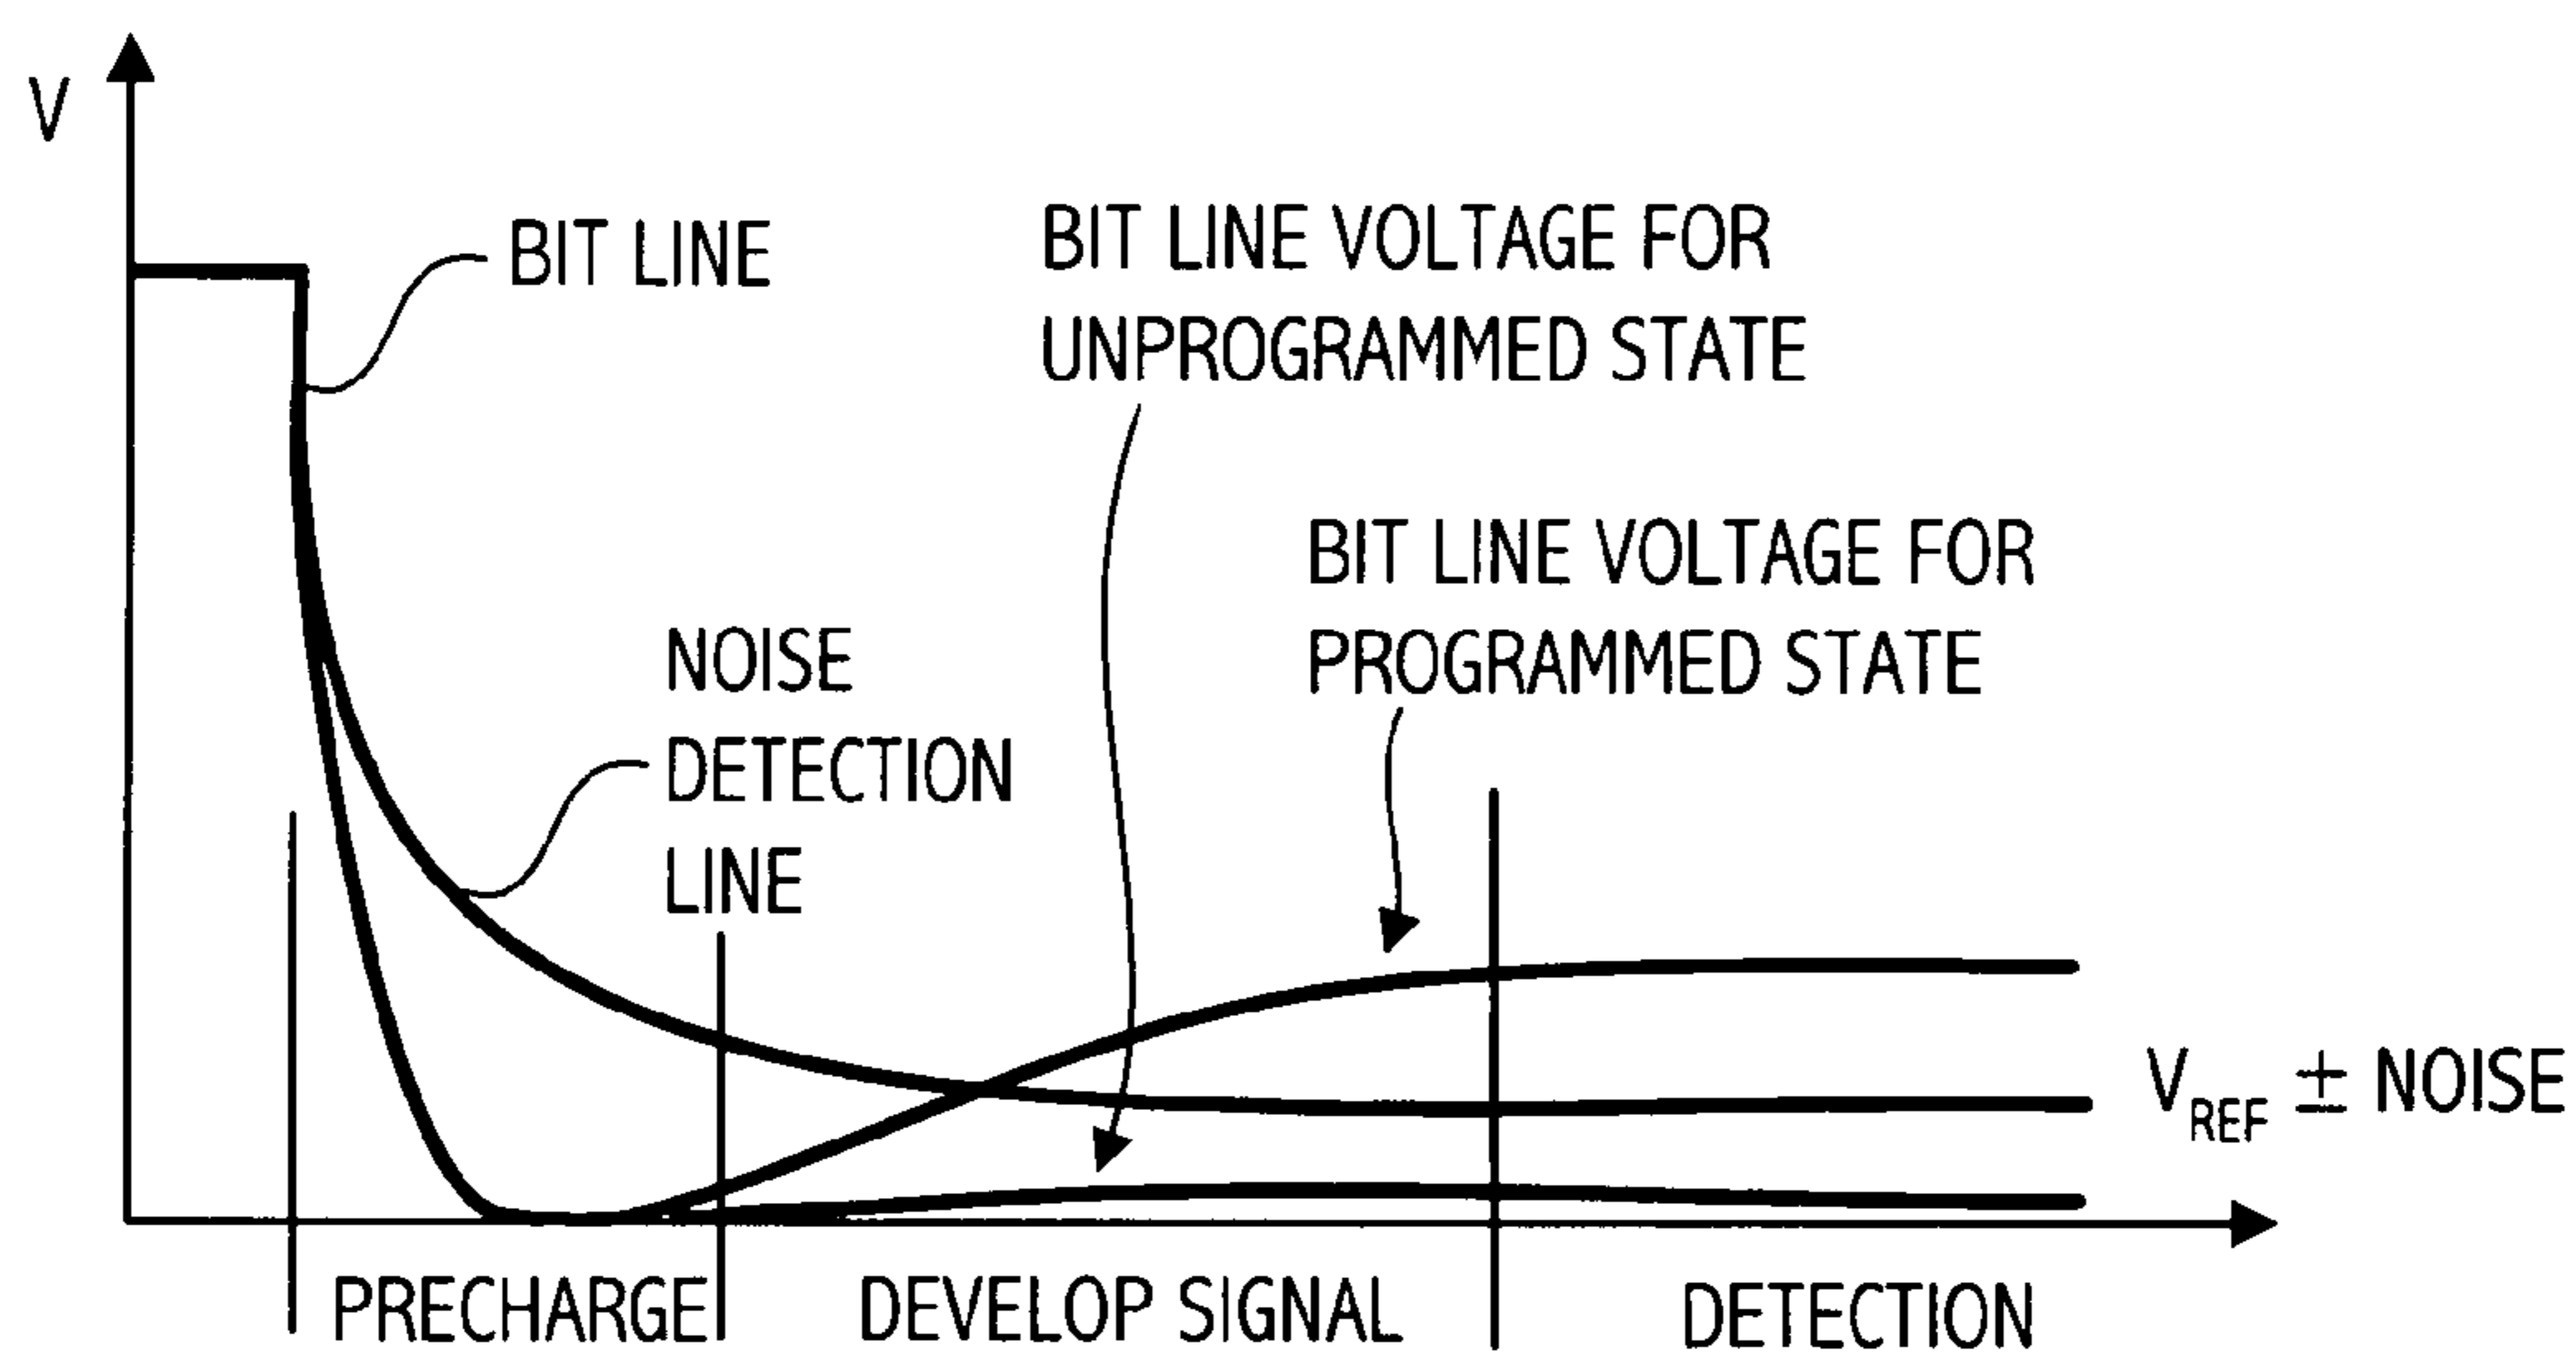 V
BIT LINE
BIT LINE VOLTAGE FOR
UNPROGRAMMED STATE
BIT LINE VOLTAGE FOR
PROGRAMMED STATE
NOISE
DETECTION
LINE
V_REF ± NOISE
PRECHARGE
DEVELOP SIGNAL
DETECTION